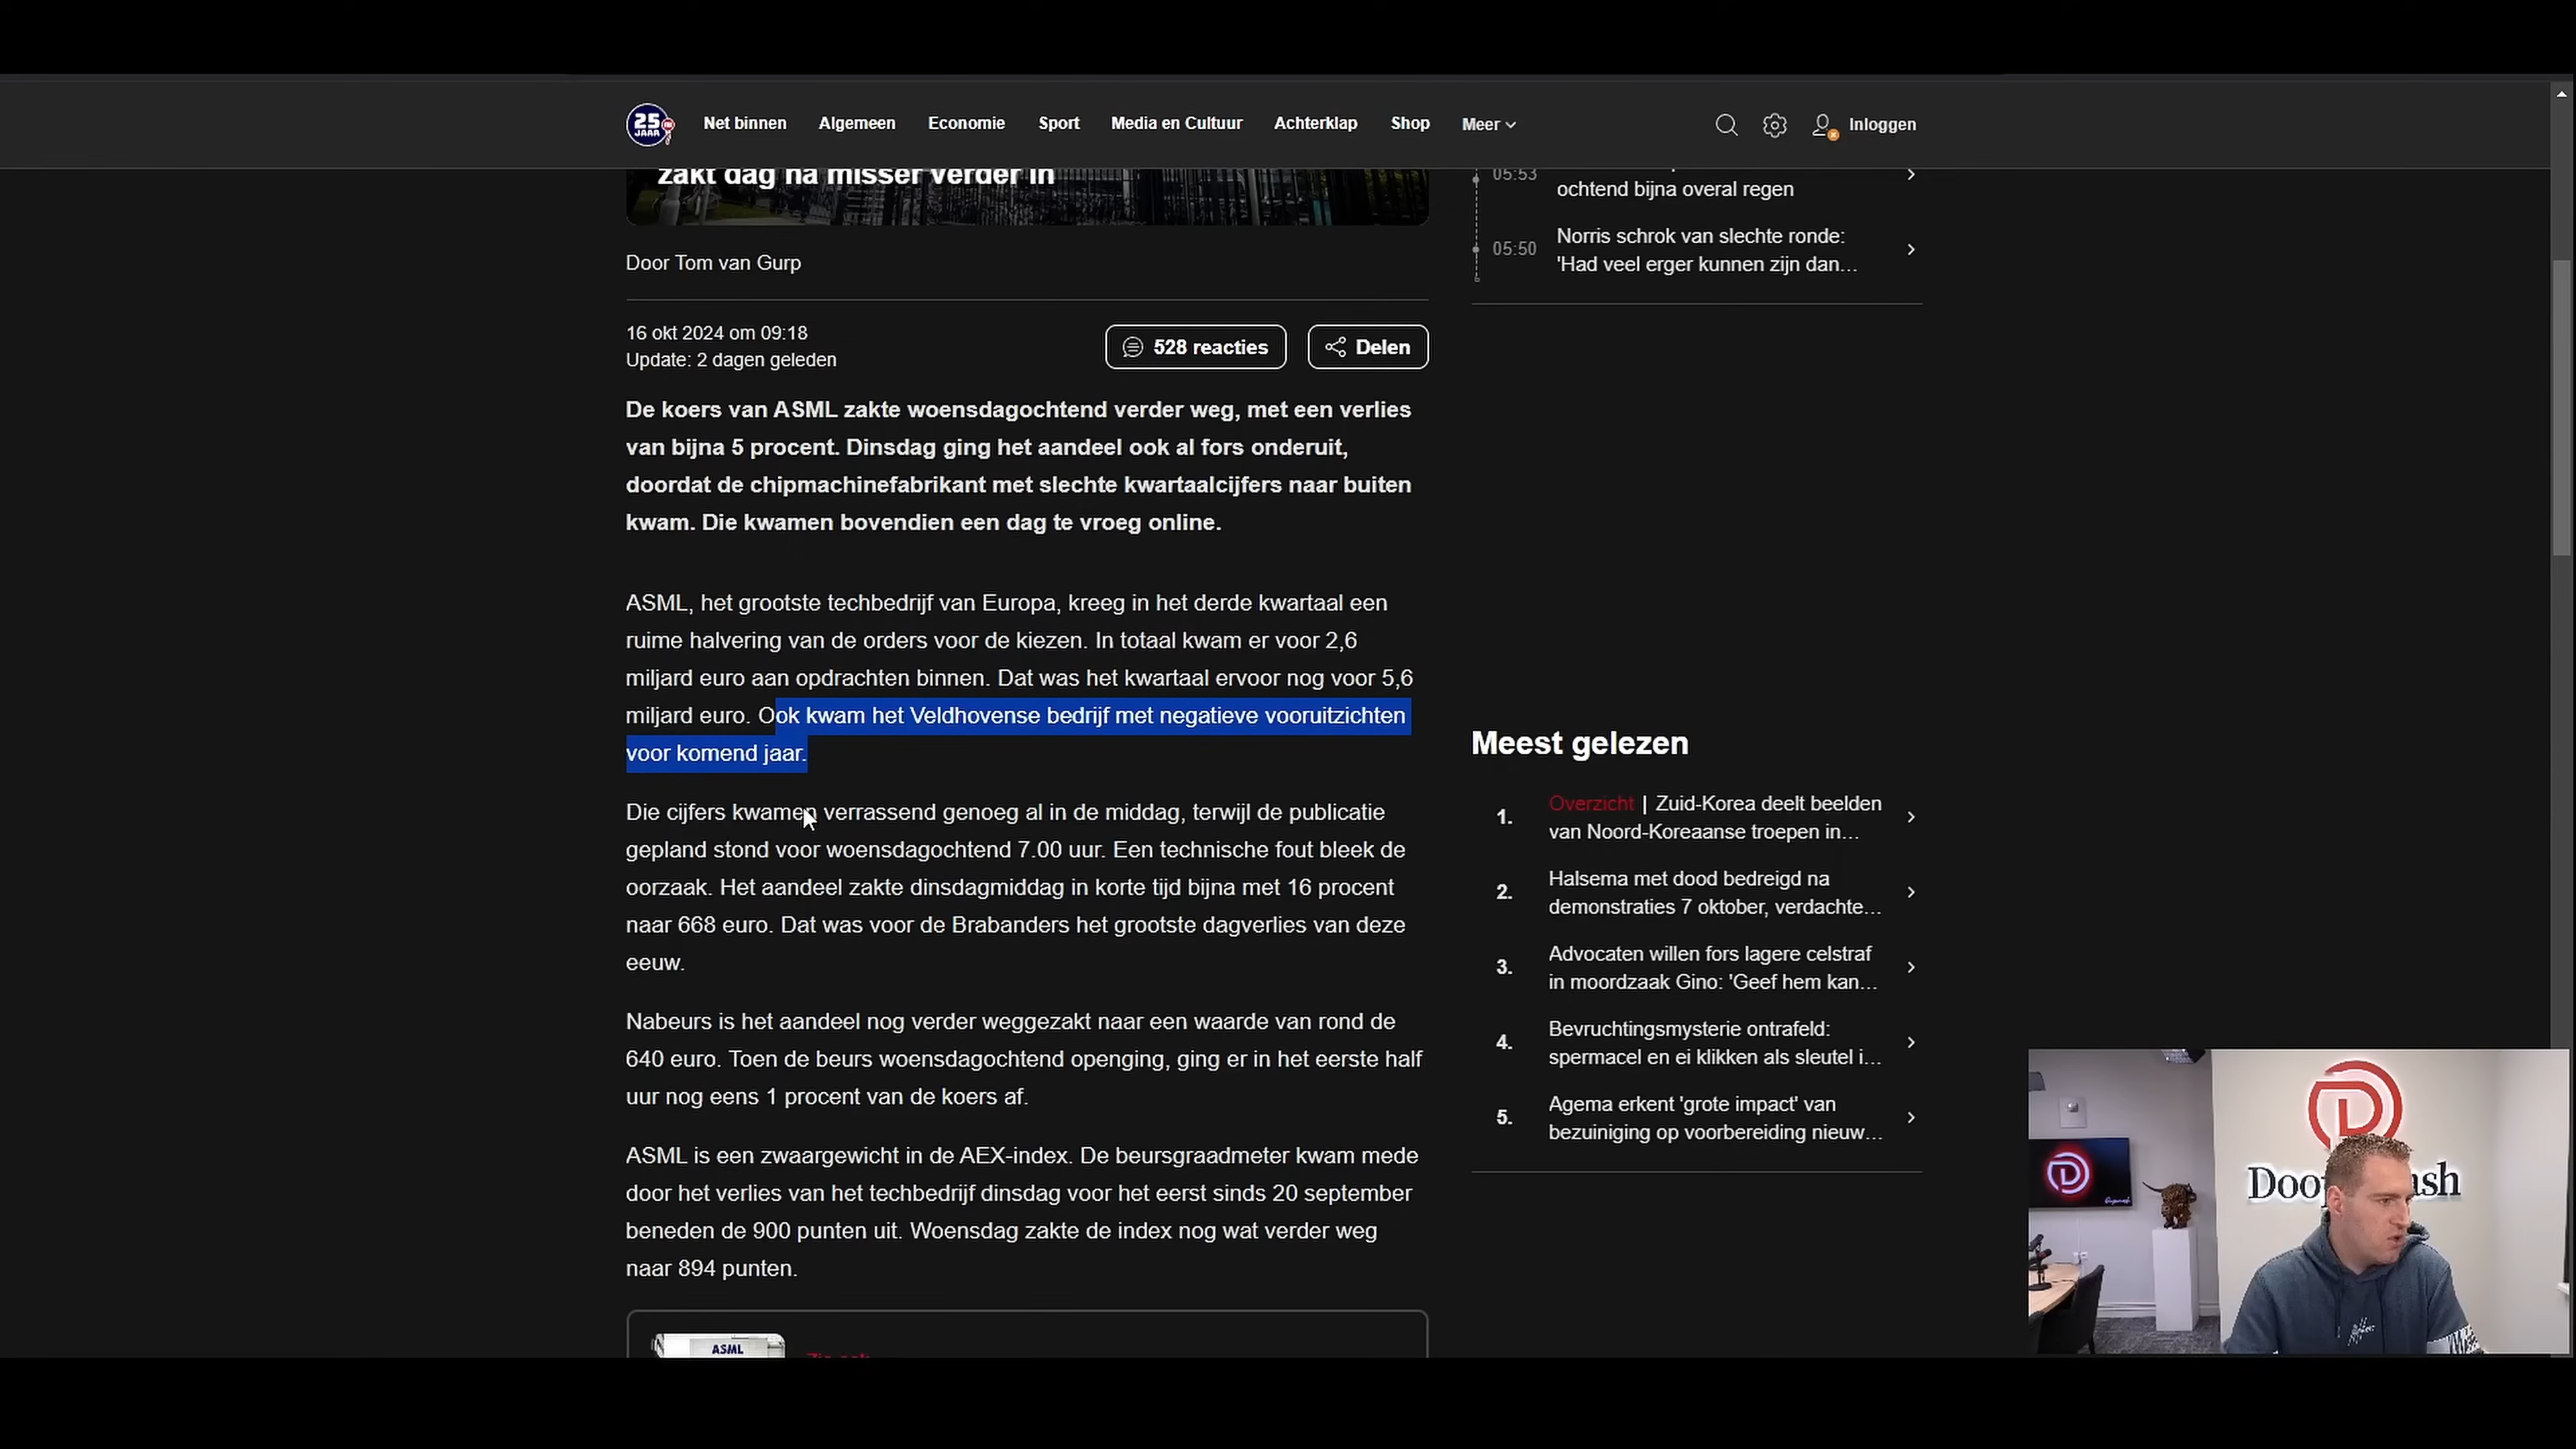 25
JAAR
Net binnen
Algemeen
Economie
Sport
Media en Cultuur
Achterklap
Shop
Meer
Inloggen
zakt dag na misser verder in
Door Tom van Gurp
16 okt 2024 om 09:18
Update: 2 dagen geleden
528 reacties
Delen
De koers van ASML zakte woensdagochtend verder weg, met een verlies
van bijna 5 procent. Dinsdag ging het aandeel ook al fors onderuit,
doordat de chipmachinefabrikant met slechte kwartaalcijfers naar buiten
kwam. Die kwamen bovendien een dag te vroeg online.
ASML, het grootste techbedrijf van Europa, kreeg in het derde kwartaal een
ruime halvering van de orders voor de kiezen. In totaal kwam er voor 2,6
miljard euro aan opdrachten binnen. Dat was het kwartaal ervoor nog voor 5,6
miljard euro. Ook kwam het Veldhovense bedrijf met negatieve vooruitzichten
voor komend jaar.
Die cijfers kwamen verrassend genoeg al in de middag, terwijl de publicatie
gepland stond voor woensdagochtend 7.00 uur. Een technische fout bleek de
oorzaak. Het aandeel zakte dinsdagmiddag in korte tijd bijna met 16 procent
naar 668 euro. Dat was voor de Brabanders het grootste dagverlies van deze
eeuw.
Nabeurs is het aandeel nog verder weggezakt naar een waarde van rond de
640 euro. Toen de beurs woensdagochtend openging, ging er in het eerste half
uur nog eens 1 procent van de koers af.
ASML is een zwaargewicht in de AEX-index. De beursgraadmeter kwam mede
door het verlies van het techbedrijf dinsdag voor het eerst sinds 20 september
beneden de 900 punten uit. Woensdag zakte de index nog wat verder weg
naar 894 punten.
ASML
05:53
ochtend bijna overal regen
05:50
Norris schrok van slechte ronde:
'Had veel erger kunnen zijn dan...
Meest gelezen
1.
Overzicht | Zuid-Korea deelt beelden
van Noord-Koreaanse troepen in...
2.
Halsema met dood bedreigd na
demonstraties 7 oktober, verdachte...
3.
Advocaten willen fors lagere celstraf
in moordzaak Gino: 'Geef hem kan...
4.
Bevruchtingsmysterie ontrafeld:
spermacel en ei klikken als sleutel i...
5.
Agema erkent 'grote impact' van
bezuiniging op voorbereiding nieuw...